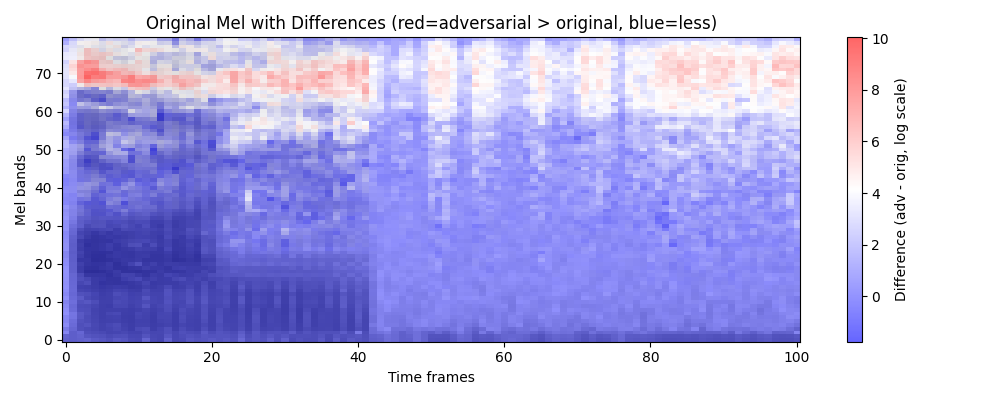 Original Mel with Differences (red=adversarial > original, blue=less)
Mel bands
70
60
50
40
30
20
10
0
0 20 40 60 80 100
Time frames
10
8
6
4
2
0
Difference (adv - orig, log scale)